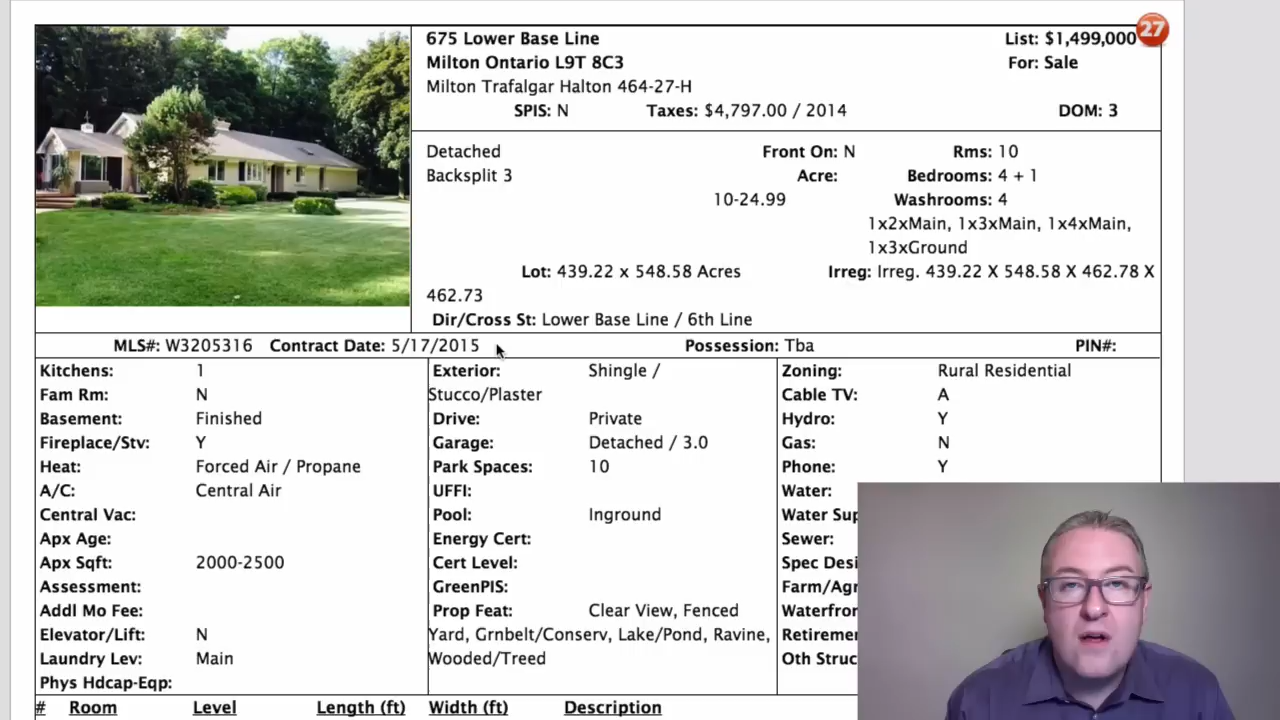 675 Lower Base Line List: $1,499,000 27
Milton Ontario L9T 8C3 For: Sale
Milton Trafalgar Halton 464-27-H
SPIS: N Taxes: $4,797.00 / 2014 DOM: 3
Detached Front On: N Rms: 10
Backsplit 3 Acre: Bedrooms: 4 + 1
10-24.99 Washrooms: 4
1x2xMain, 1x3xMain, 1x4xMain,
1x3xGround
Lot: 439.22 x 548.58 Acres Irreg: Irreg. 439.22 X 548.58 X 462.78 X
462.73
Dir/Cross St: Lower Base Line / 6th Line
MLS#: W3205316 Contract Date: 5/17/2015 Possession: Tba PIN#:
Kitchens: 1 Exterior: Shingle / Zoning: Rural Residential
Fam Rm: N Stucco/Plaster Cable TV: A
Basement: Finished Drive: Private Hydro: Y
Fireplace/Stv: Y Garage: Detached / 3.0 Gas: N
Heat: Forced Air / Propane Park Spaces: 10 Phone: Y
A/C: Central Air UFFI: Water:
Central Vac: Pool: Inground Water Sup
Apx Age: Energy Cert: Sewer:
Apx Sqft: 2000-2500 Cert Level: Spec Desi
Assessment: GreenPIS: Farm/Agr
Addl Mo Fee: Prop Feat: Clear View, Fenced Waterfron
Elevator/Lift: N Yard, Grnbelt/Conserv, Lake/Pond, Ravine, Retiremen
Laundry Lev: Main Wooded/Treed Oth Struc
Phys Hdcap-Eqp:
# Room Level Length (ft) Width (ft) Description